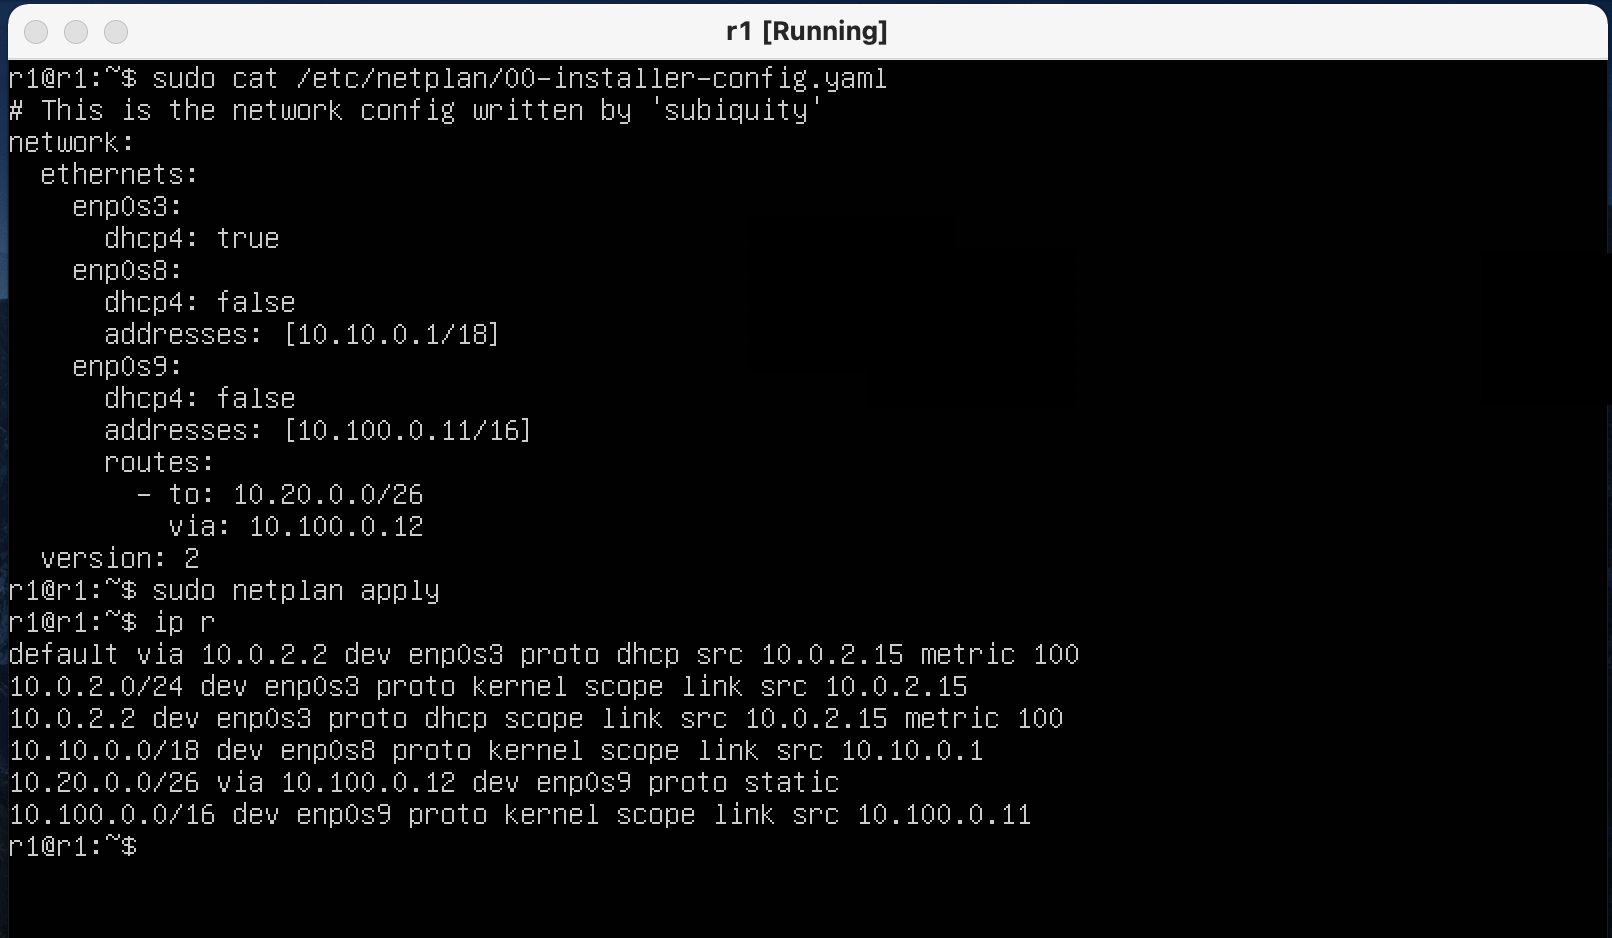 r1 [Running]
r1@r1:~$ sudo cat /etc/netplan/00-installer-config.yaml
# This is the network config written by 'subiquity'
network:
  ethernets:
    enp0s3:
      dhcp4: true
    enp0s8:
      dhcp4: false
      addresses: [10.10.0.1/18]
    enp0s9:
      dhcp4: false
      addresses: [10.100.0.11/16]
      routes:
        - to: 10.20.0.0/26
          via: 10.100.0.12
  version: 2
r1@r1:~$ sudo netplan apply
r1@r1:~$ ip r
default via 10.0.2.2 dev enp0s3 proto dhcp src 10.0.2.15 metric 100
10.0.2.0/24 dev enp0s3 proto kernel scope link src 10.0.2.15
10.0.2.2 dev enp0s3 proto dhcp scope link src 10.0.2.15 metric 100
10.10.0.0/18 dev enp0s8 proto kernel scope link src 10.10.0.1
10.20.0.0/26 via 10.100.0.12 dev enp0s9 proto static
10.100.0.0/16 dev enp0s9 proto kernel scope link src 10.100.0.11
r1@r1:~$